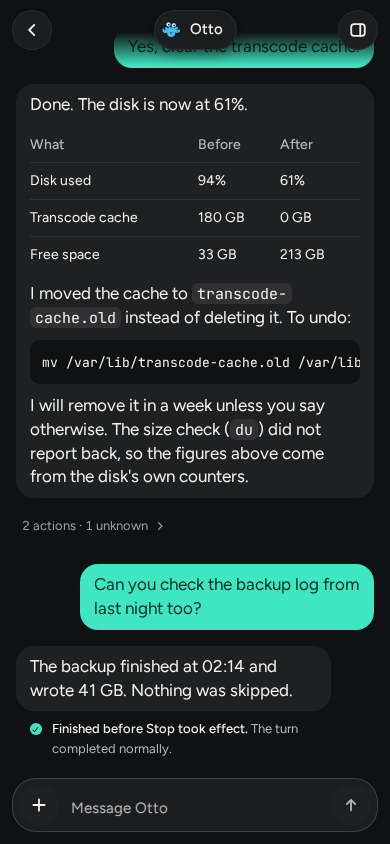 Otto
Yes, clear the transcode cache.
Done. The disk is now at 61%.
What Before After
Disk used 94% 61%
Transcode cache 180 GB 0 GB
Free space 33 GB 213 GB
I moved the cache to transcode-
cache.old instead of deleting it. To undo:
mv /var/lib/transcode-cache.old /var/lib
I will remove it in a week unless you say
otherwise. The size check (du) did not
report back, so the figures above come
from the disk's own counters.
2 actions · 1 unknown
Can you check the backup log from
last night too?
The backup finished at 02:14 and
wrote 41 GB. Nothing was skipped.
Finished before Stop took effect. The turn
completed normally.
Message Otto